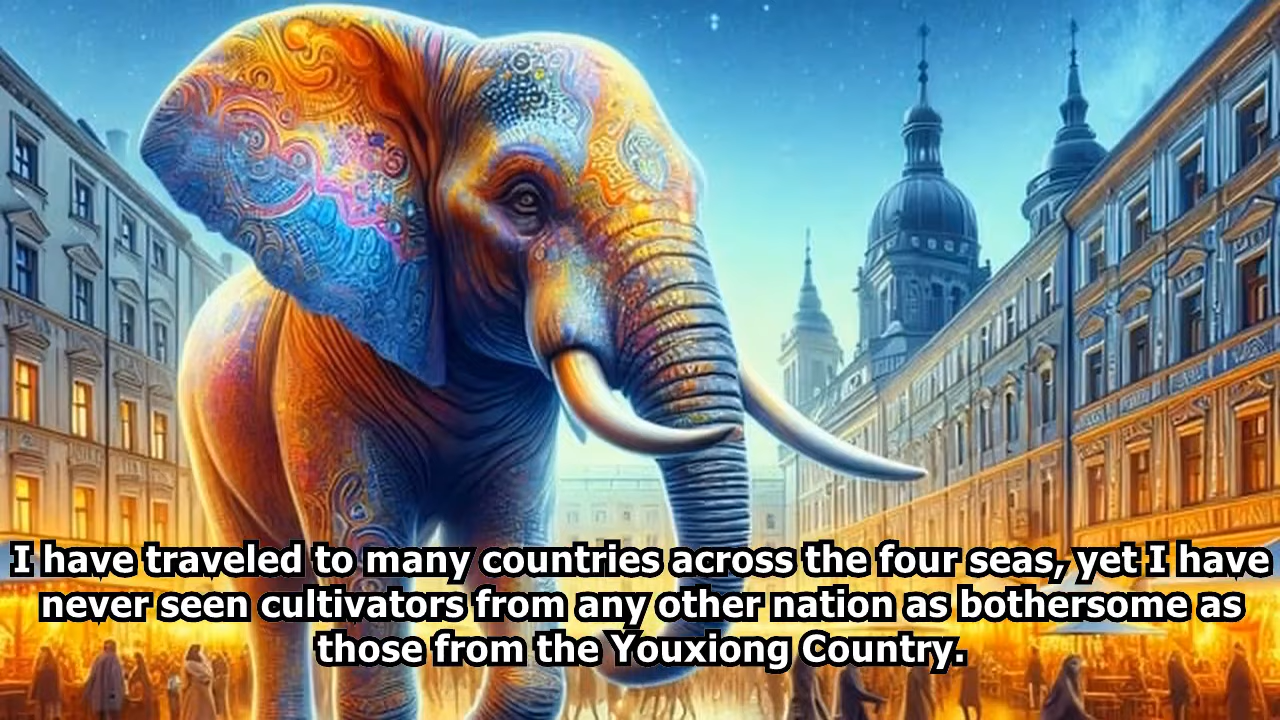 I have traveled to many countries across the four seas, yet I have
never seen cultivators from any other nation as bothersome as
those from the Youxiong Country.